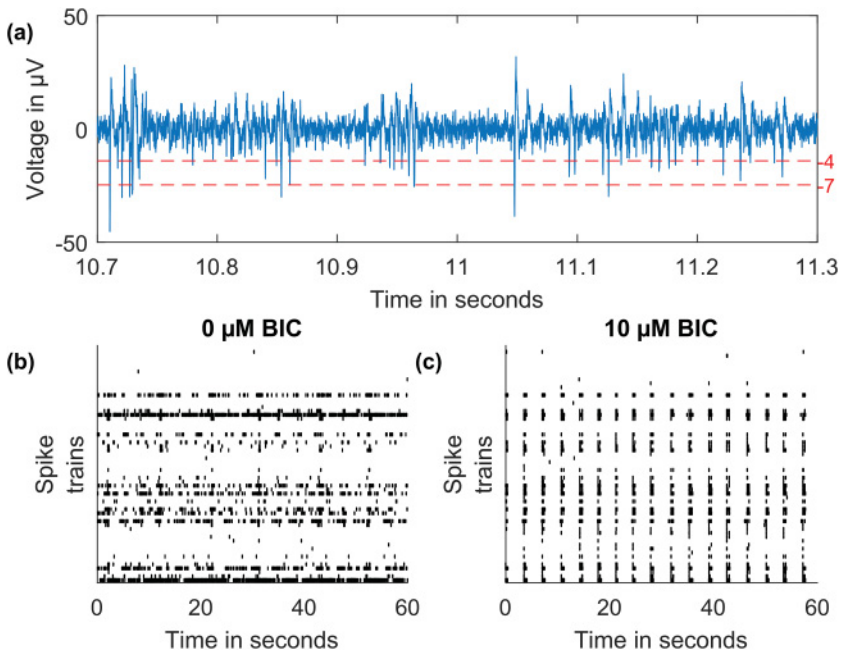 (a)
50
0
-50
Voltage in µV
-4
-7
10.7 10.8 10.9 11 11.1 11.2 11.3
Time in seconds
0 µM BIC
(b)
Spike
trains
0 20 40 60
Time in seconds
10 µM BIC
(c)
Spike
trains
0 20 40 60
Time in seconds